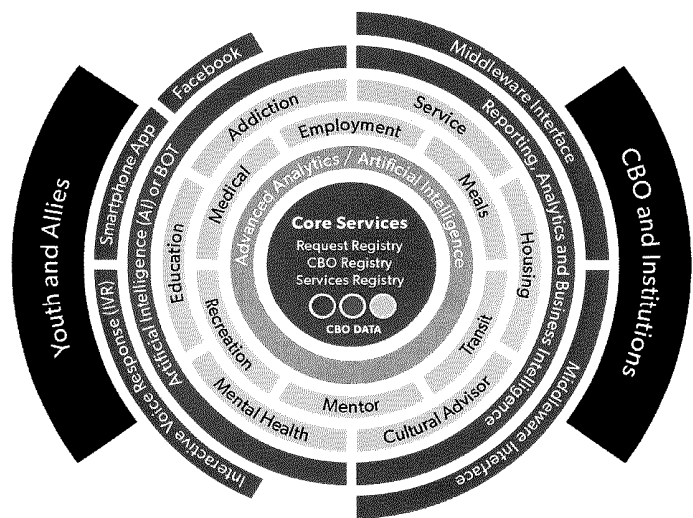 Youth and Allies
Facebook
Smartphone App
Interactive Voice Response (IVR)
Artificial Intelligence (AI) or BOT
Middleware Interface
Reporting, Analytics and Business Intelligence
Middleware Interface
CBO and Institutions
Addiction
Service
Education
Housing
Mental Health
Cultural Advisor
Employment
Medical
Meals
Recreation
Transit
Mentor
Advanced Analytics / Artificial Intelligence
Core Services
Request Registry
CBO Registry
Services Registry
CBO DATA